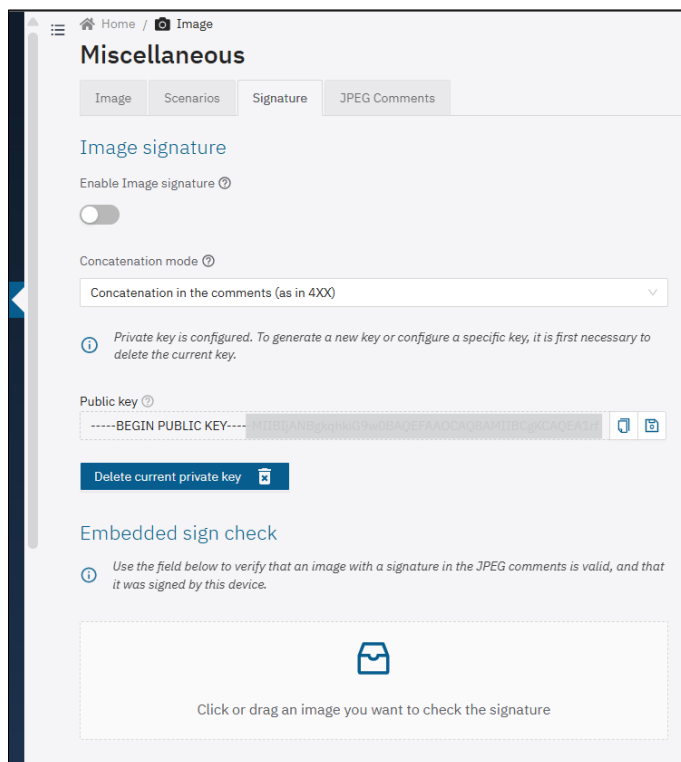 Home / Image
Miscellaneous
Image Scenarios Signature JPEG Comments
Image signature
Enable Image signature
Concatenation mode
Concatenation in the comments (as in 4XX)
Private key is configured. To generate a new key or configure a specific key, it is first necessary to
delete the current key.
Public key
-----BEGIN PUBLIC KEY----
Delete current private key
Embedded sign check
Use the field below to verify that an image with a signature in the JPEG comments is valid, and that
it was signed by this device.
Click or drag an image you want to check the signature